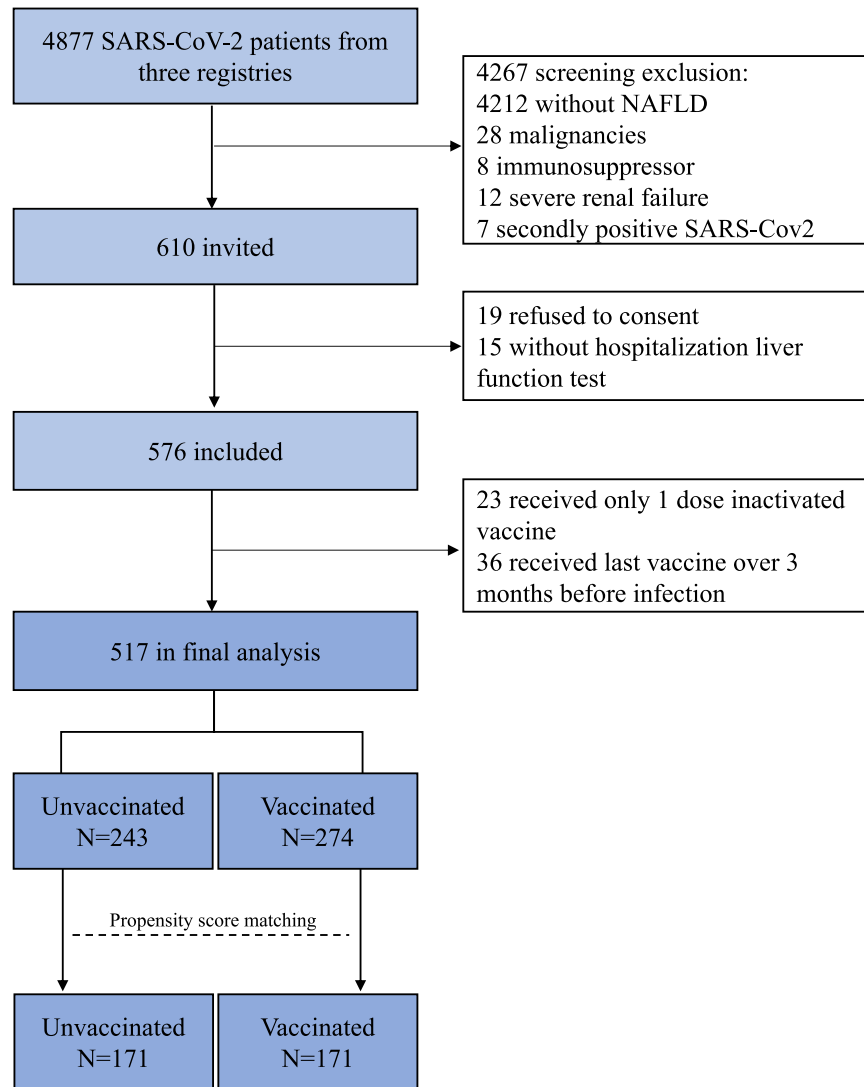 4877 SARS-CoV-2 patients from
three registries
4267 screening exclusion:
4212 without NAFLD
28 malignancies
8 immunosuppressor
12 severe renal failure
7 secondly positive SARS-Cov2
610 invited
19 refused to consent
15 without hospitalization liver
function test
576 included
23 received only 1 dose inactivated
vaccine
36 received last vaccine over 3
months before infection
517 in final analysis
Unvaccinated
N=243
Vaccinated
N=274
Propensity score matching
Unvaccinated
N=171
Vaccinated
N=171